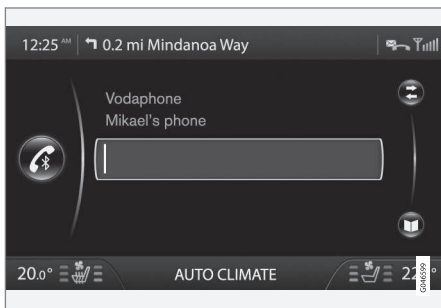 12:25 AM 0.2 mi Mindanoa Way
Vodaphone
Mikael's phone
20.0° AUTO CLIMATE 22 °
G046599